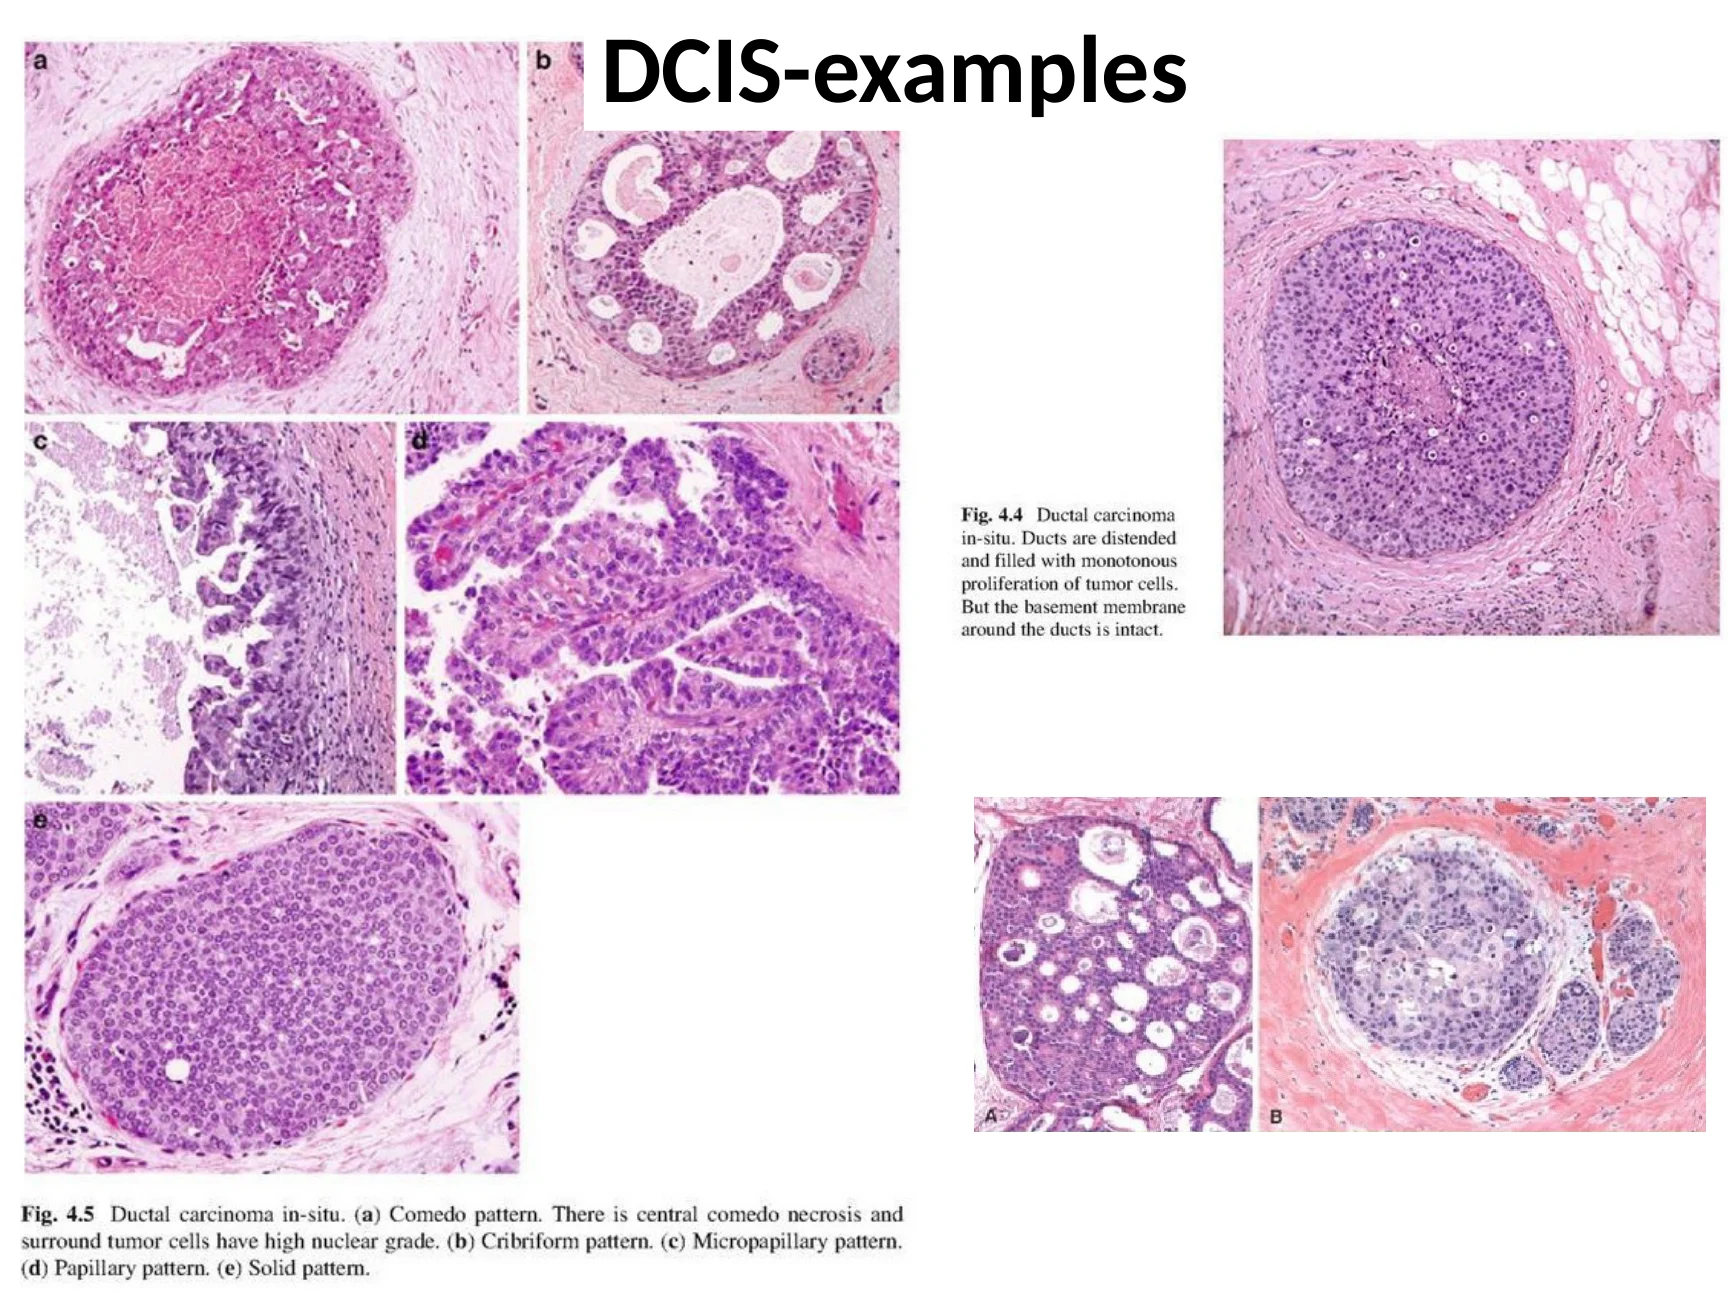 DCIS-examples
a
b
c
d
e
Fig. 4.5 Ductal carcinoma in-situ. (a) Comedo pattern. There is central comedo necrosis and
surround tumor cells have high nuclear grade. (b) Cribriform pattern. (c) Micropapillary pattern.
(d) Papillary pattern. (e) Solid pattern.
Fig. 4.4 Ductal carcinoma
in-situ. Ducts are distended
and filled with monotonous
proliferation of tumor cells.
But the basement membrane
around the ducts is intact.
A
B